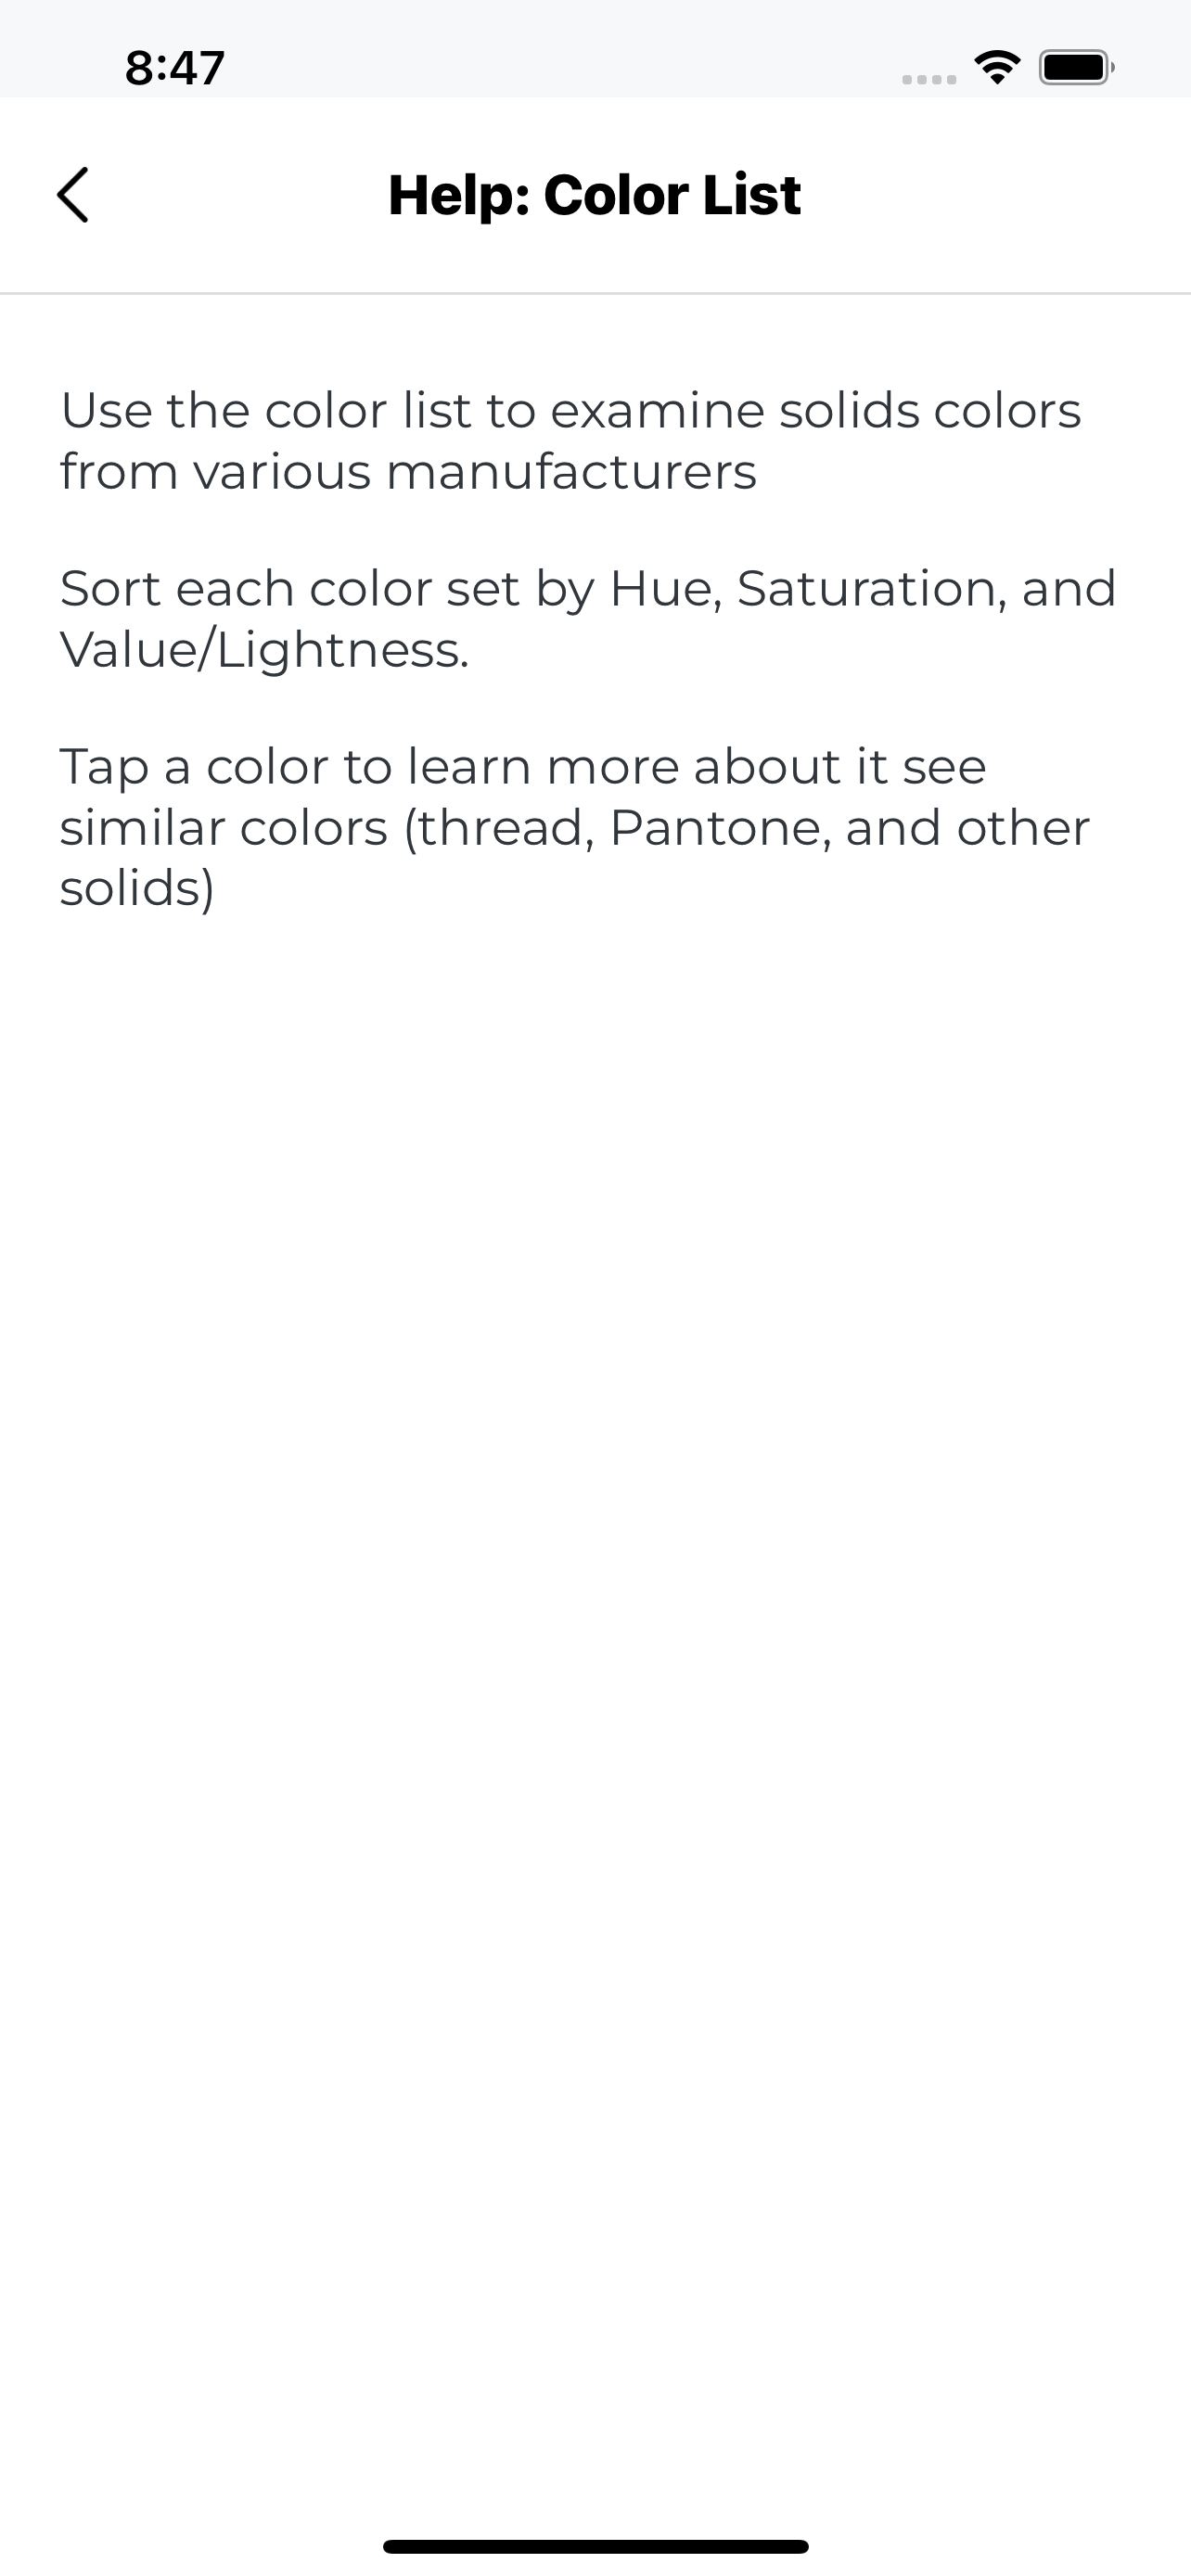 8:47
Help: Color List
Use the color list to examine solids colors
from various manufacturers
Sort each color set by Hue, Saturation, and
Value/Lightness.
Tap a color to learn more about it see
similar colors (thread, Pantone, and other
solids)